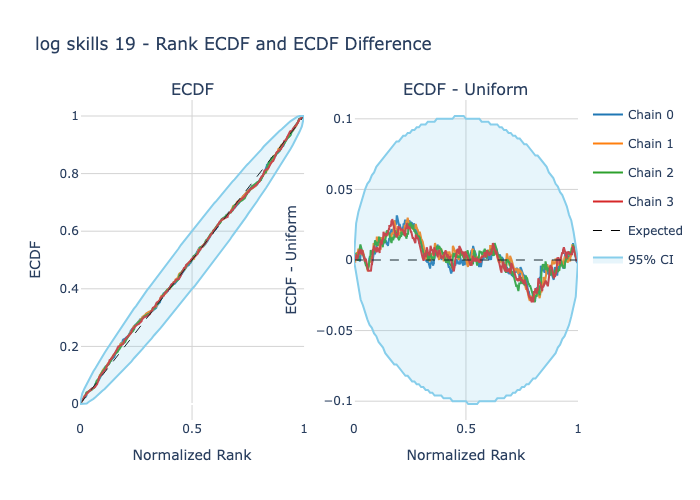 log skills 19 - Rank ECDF and ECDF Difference
ECDF
ECDF - Uniform
1
0.8
0.6
0.4
0.2
0
ECDF
0
0.5
1
Normalized Rank
0.1
0.05
0
−0.05
−0.1
ECDF - Uniform
0
0.5
1
Normalized Rank
Chain 0
Chain 1
Chain 2
Chain 3
Expected
95% CI